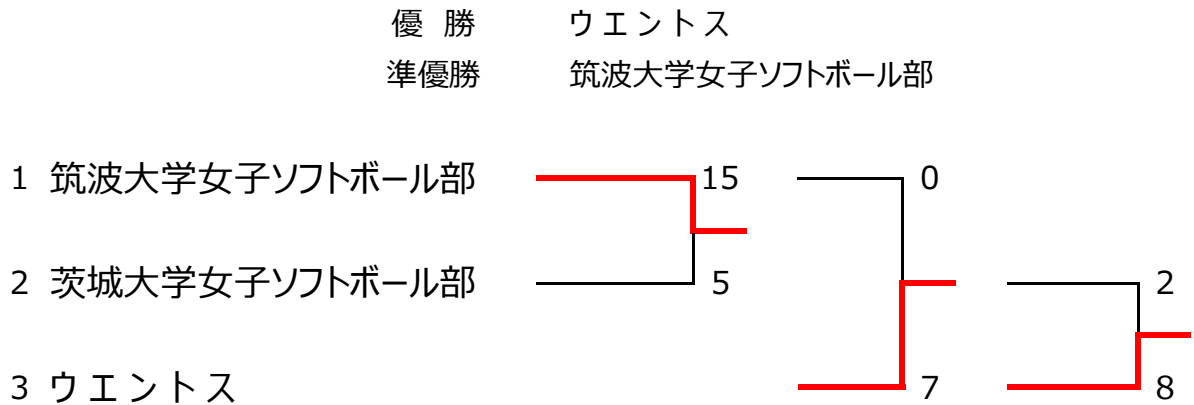 優 勝 ウエントス
準優勝 筑波大学女子ソフトボール部
1 筑波大学女子ソフトボール部 15 0
2 茨城大学女子ソフトボール部 5 2
3 ウエントス 7 8